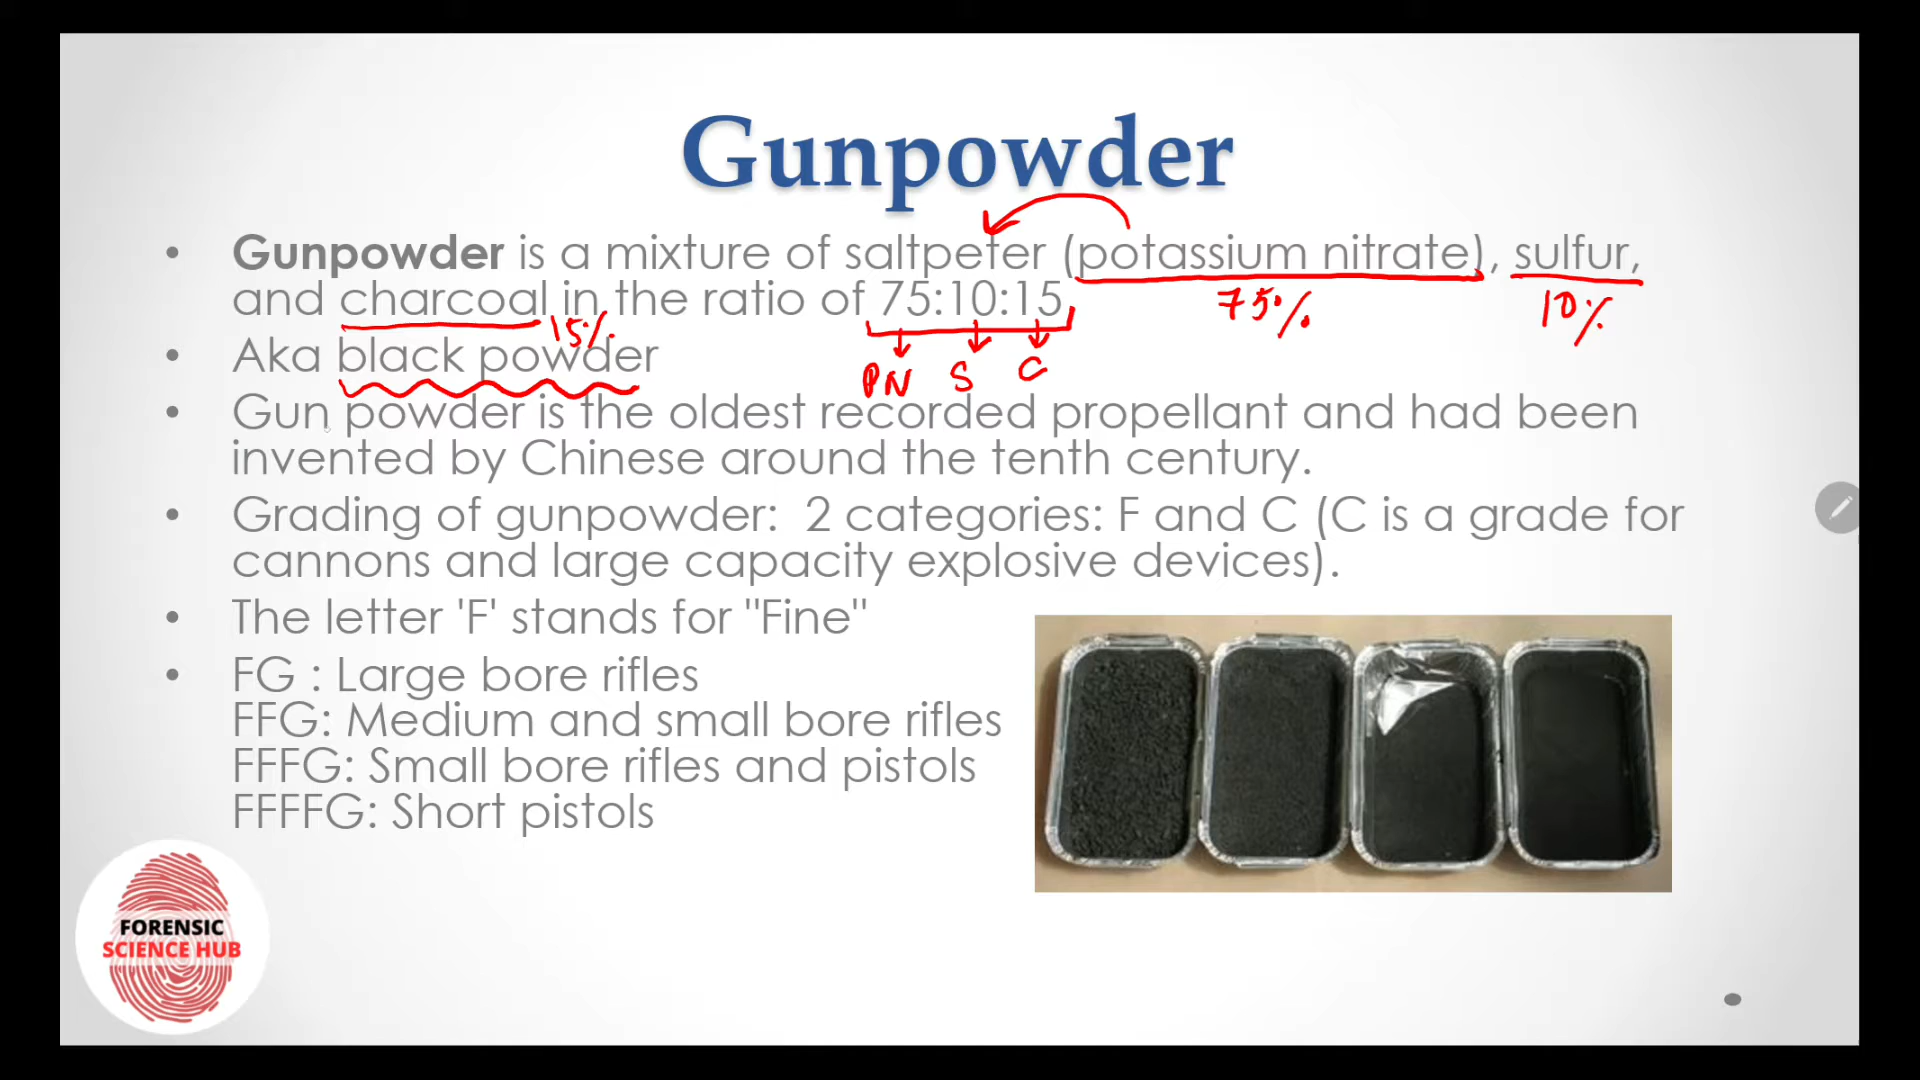 Gunpowder
• Gunpowder is a mixture of saltpeter (potassium nitrate), sulfur,
and charcoal in the ratio of 75:10:15
75%
10%
15%
• Aka black powder
PN S C
• Gun powder is the oldest recorded propellant and had been
invented by Chinese around the tenth century.
• Grading of gunpowder: 2 categories: F and C (C is a grade for
cannons and large capacity explosive devices).
• The letter 'F' stands for "Fine"
• FG : Large bore rifles
FFG: Medium and small bore rifles
FFFG: Small bore rifles and pistols
FFFFG: Short pistols
FORENSIC
SCIENCE HUB